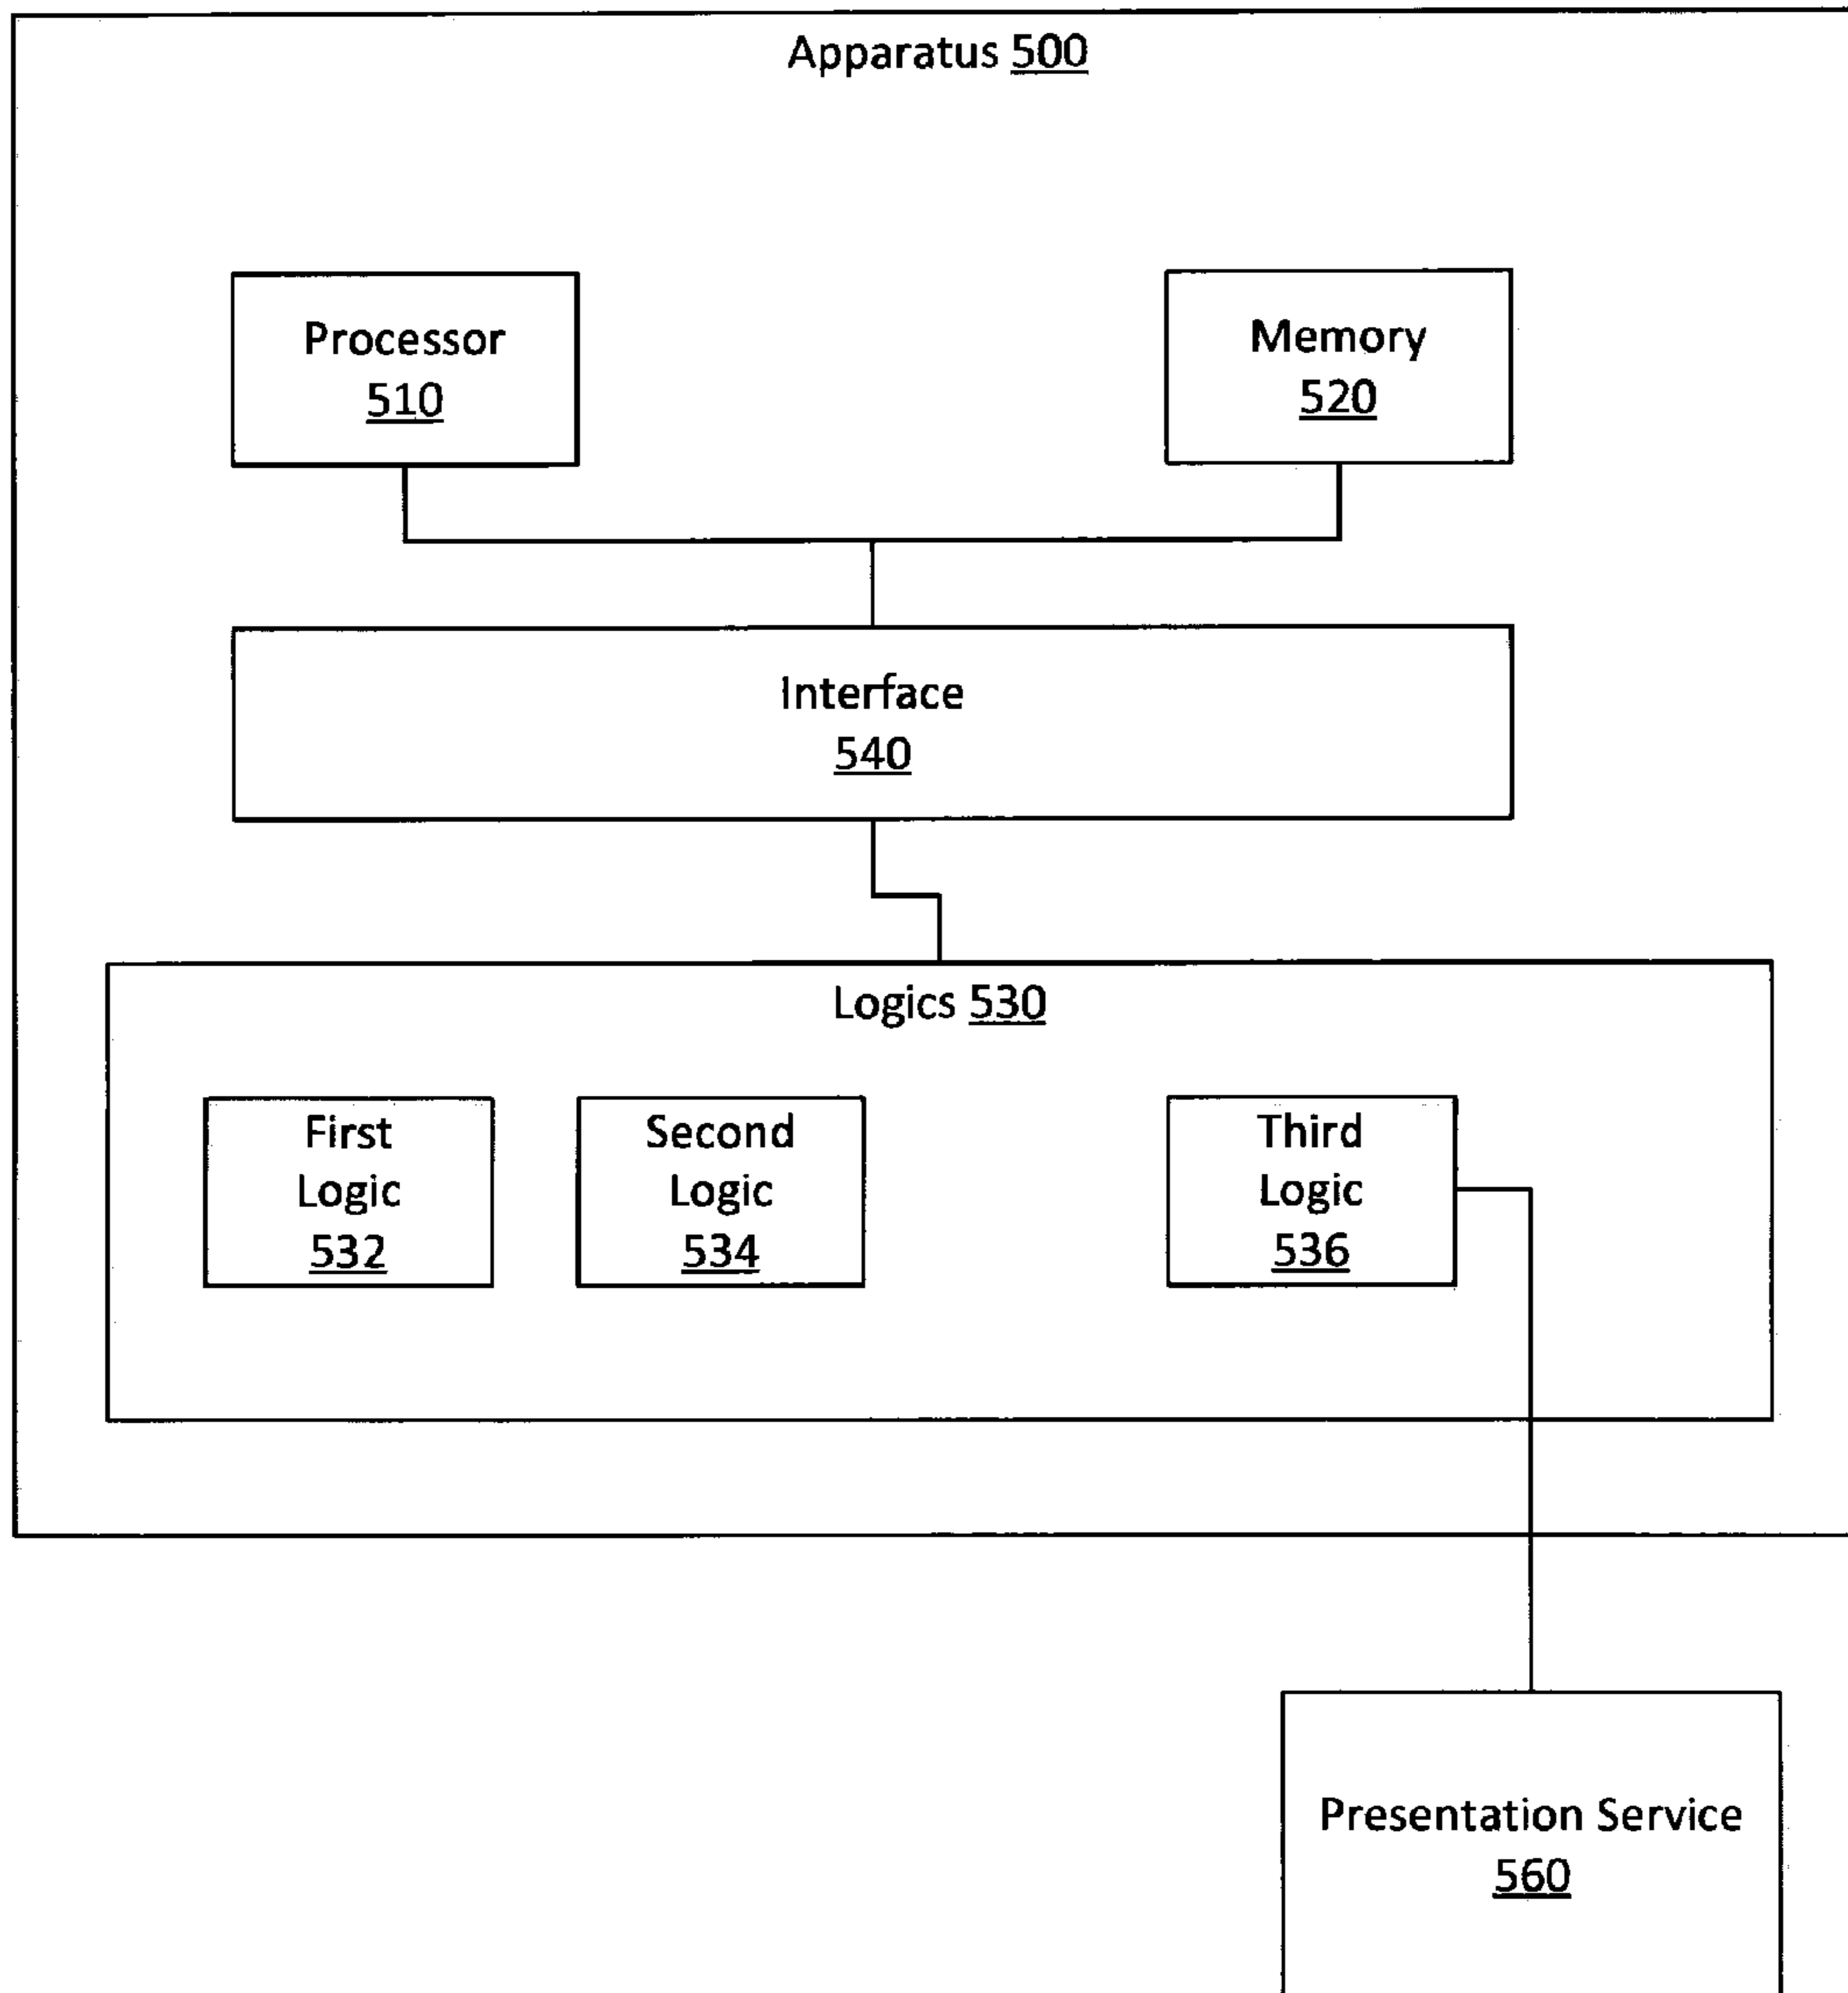 Apparatus 500
Processor
510
Memory
520
Interface
540
Logics 530
First
Logic
532
Second
Logic
534
Third
Logic
536
Presentation Service
560